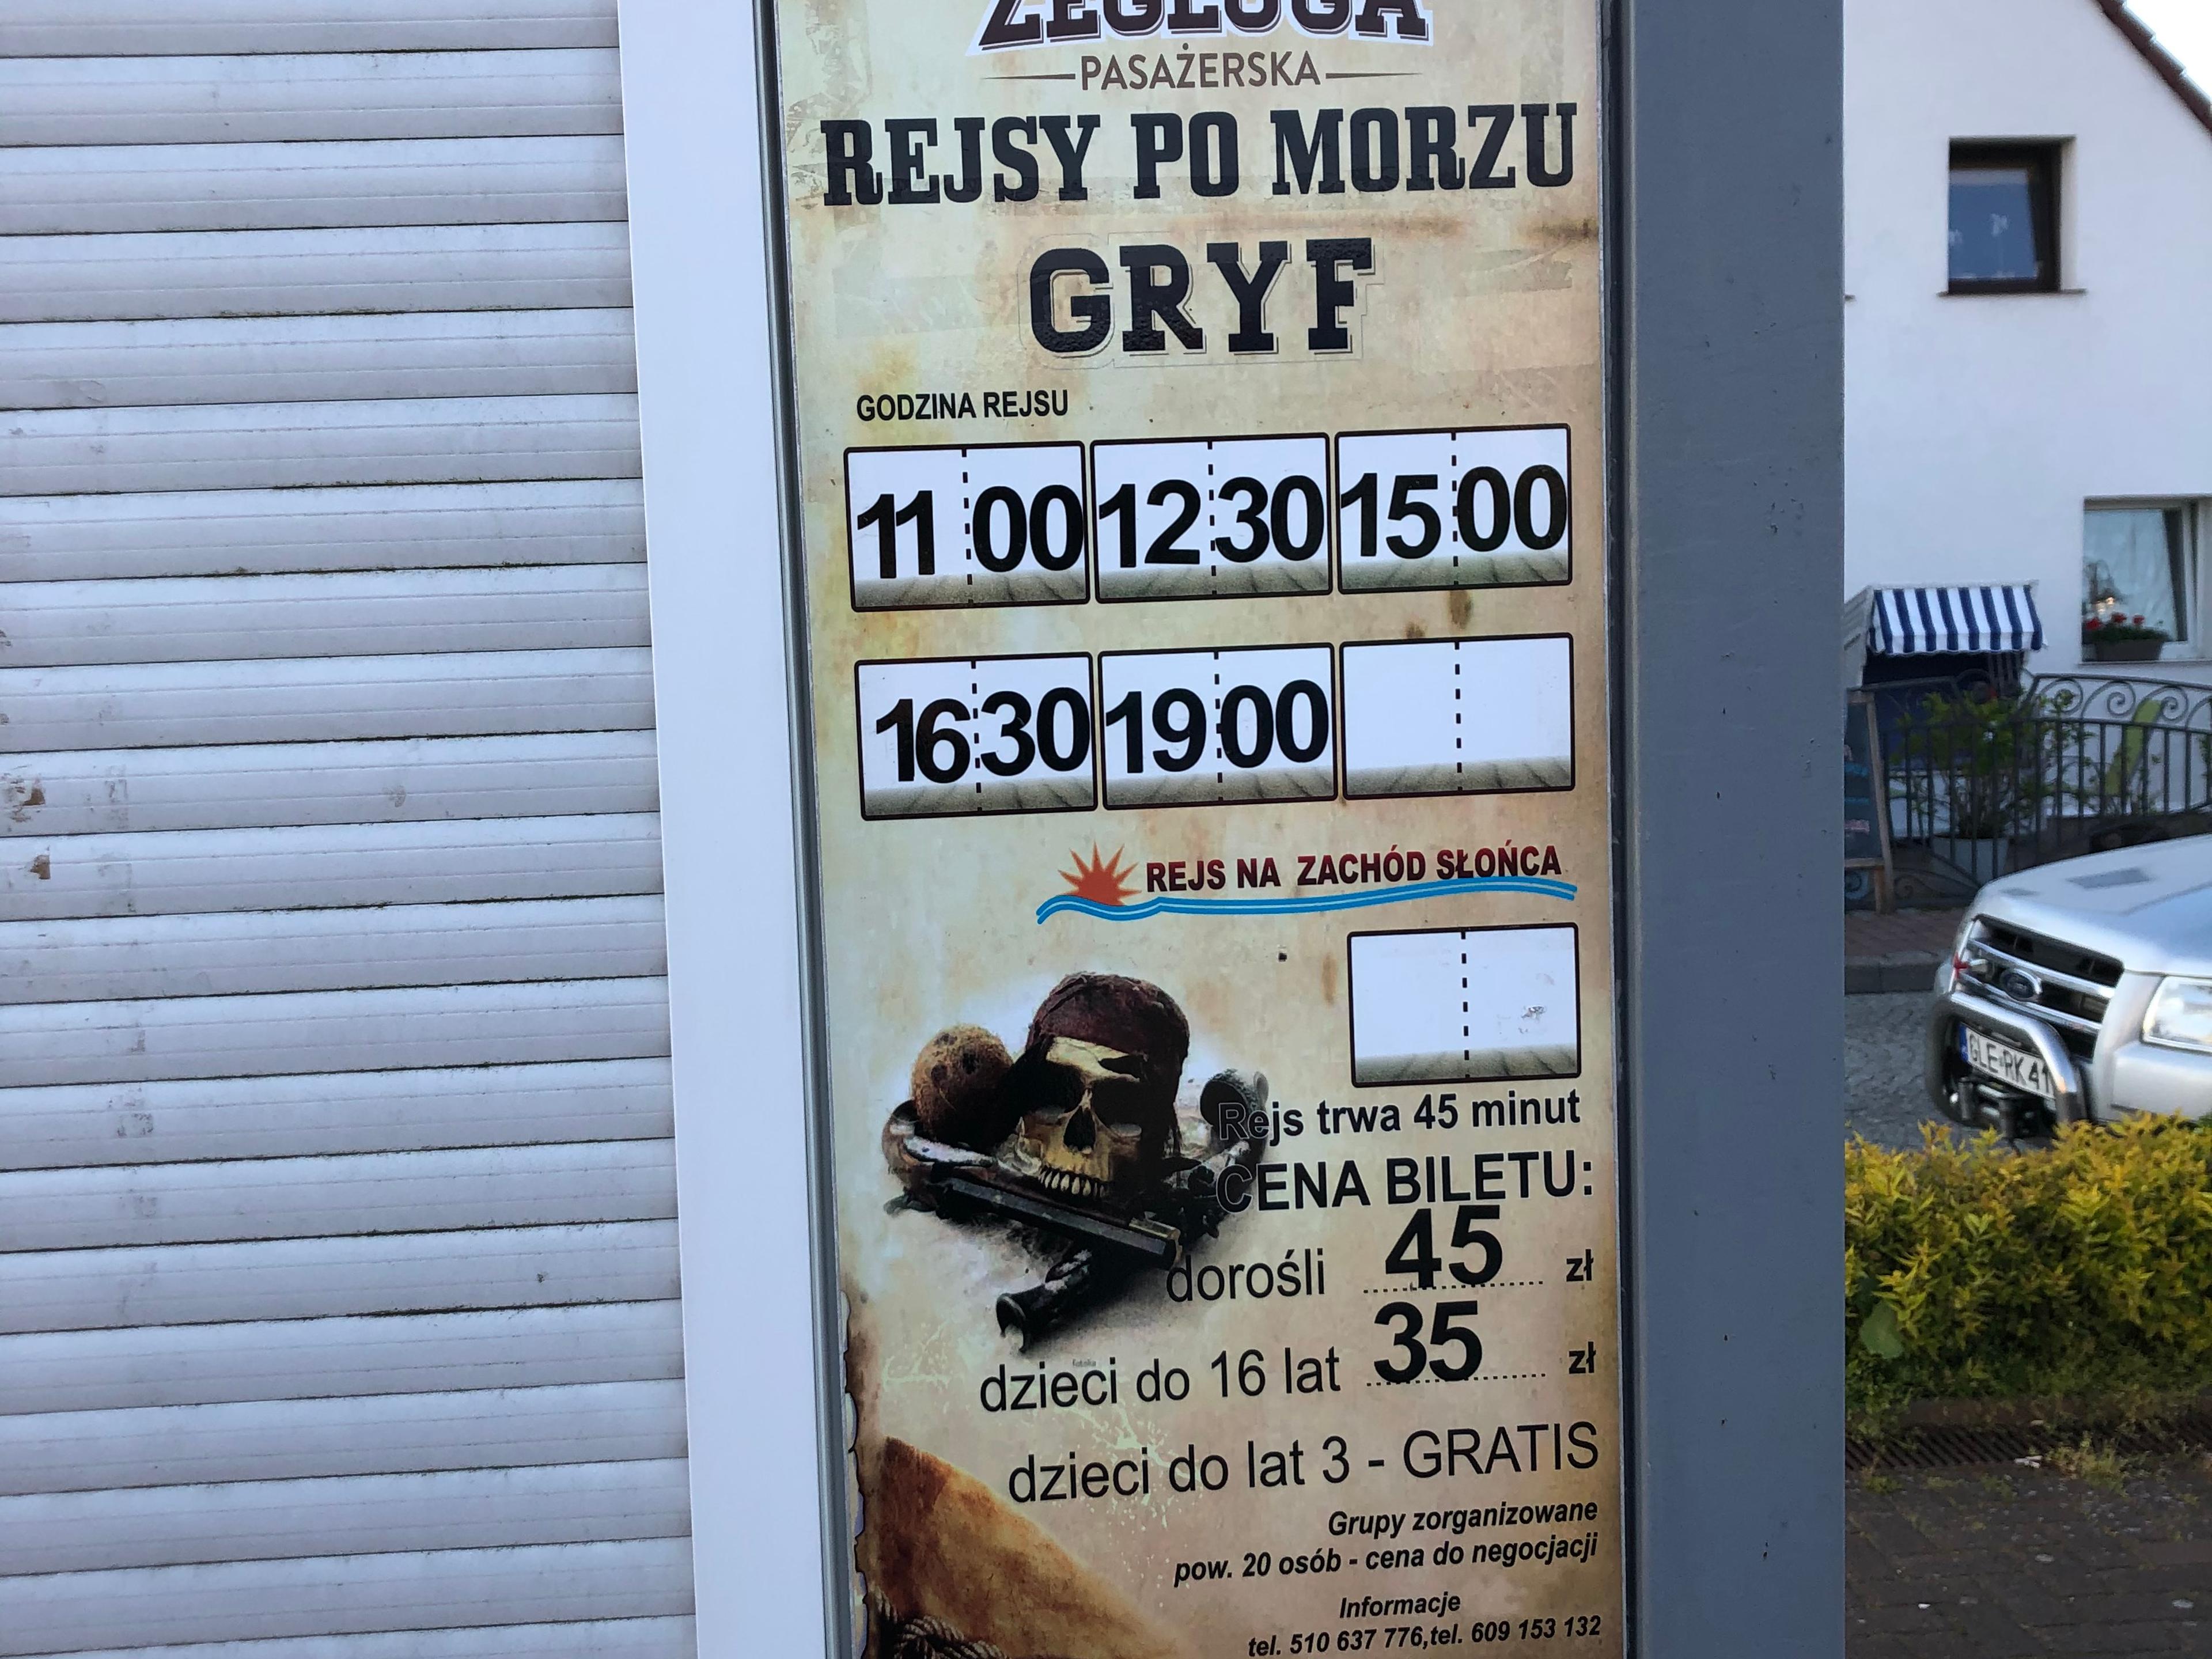 ŻEGLUGA
PASAŻERSKA
REJSY PO MORZU
GRYF
GODZINA REJSU
11 00 12 30 15 00
16 30 19 00
REJS NA ZACHÓD SŁOŃCA
Rejs trwa 45 minut
CENA BILETU:
dorośli 45 zł
dzieci do 16 lat 35 zł
dzieci do lat 3 - GRATIS
Grupy zorganizowane
pow. 20 osób - cena do negocjacji
Informacje
tel. 510 637 776,tel. 609 153 132
GLE RK41